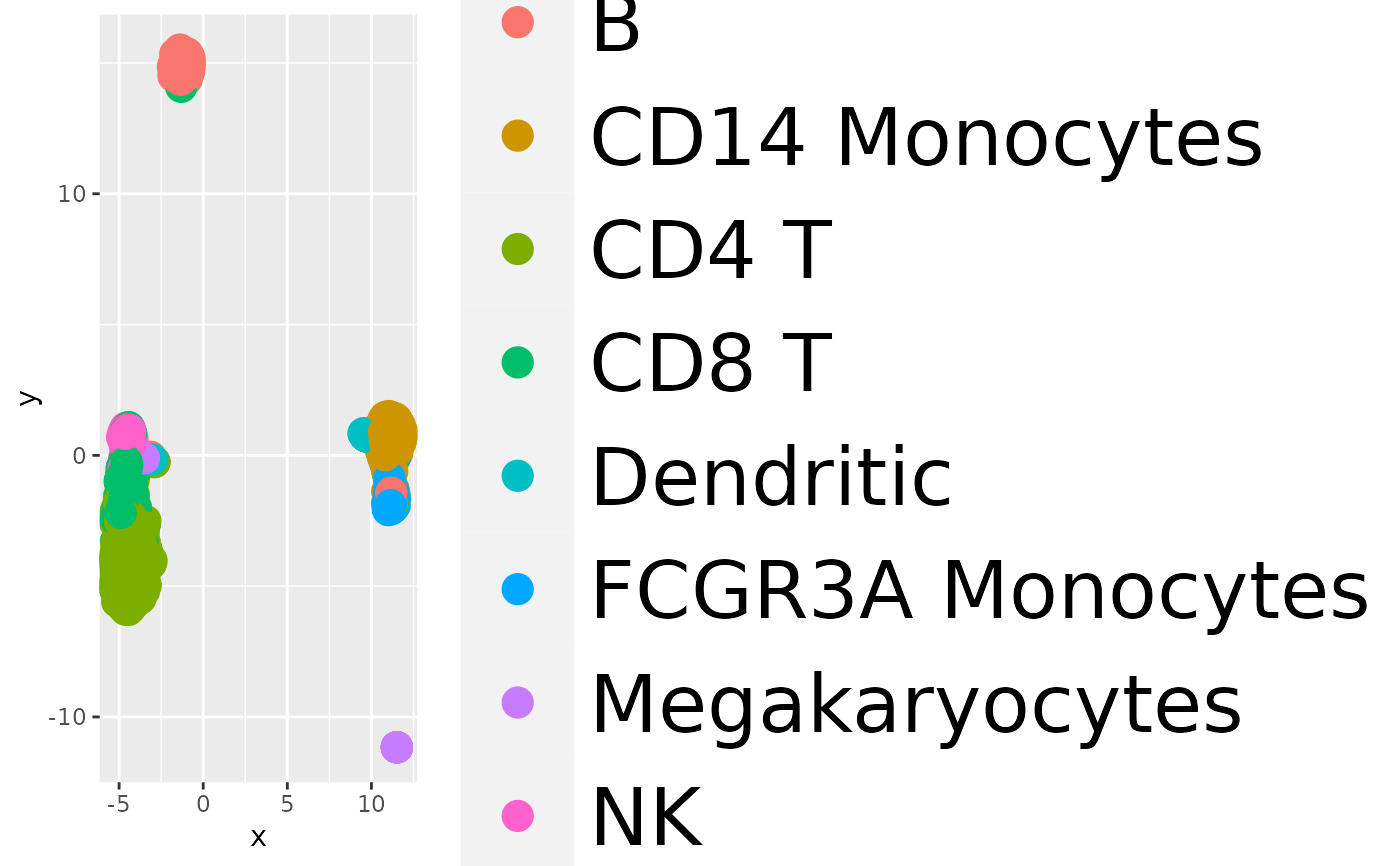 10
0
-10
-5 0 5 10
x
y
B
CD14 Monocytes
CD4 T
CD8 T
Dendritic
FCGR3A Monocytes
Megakaryocytes
NK